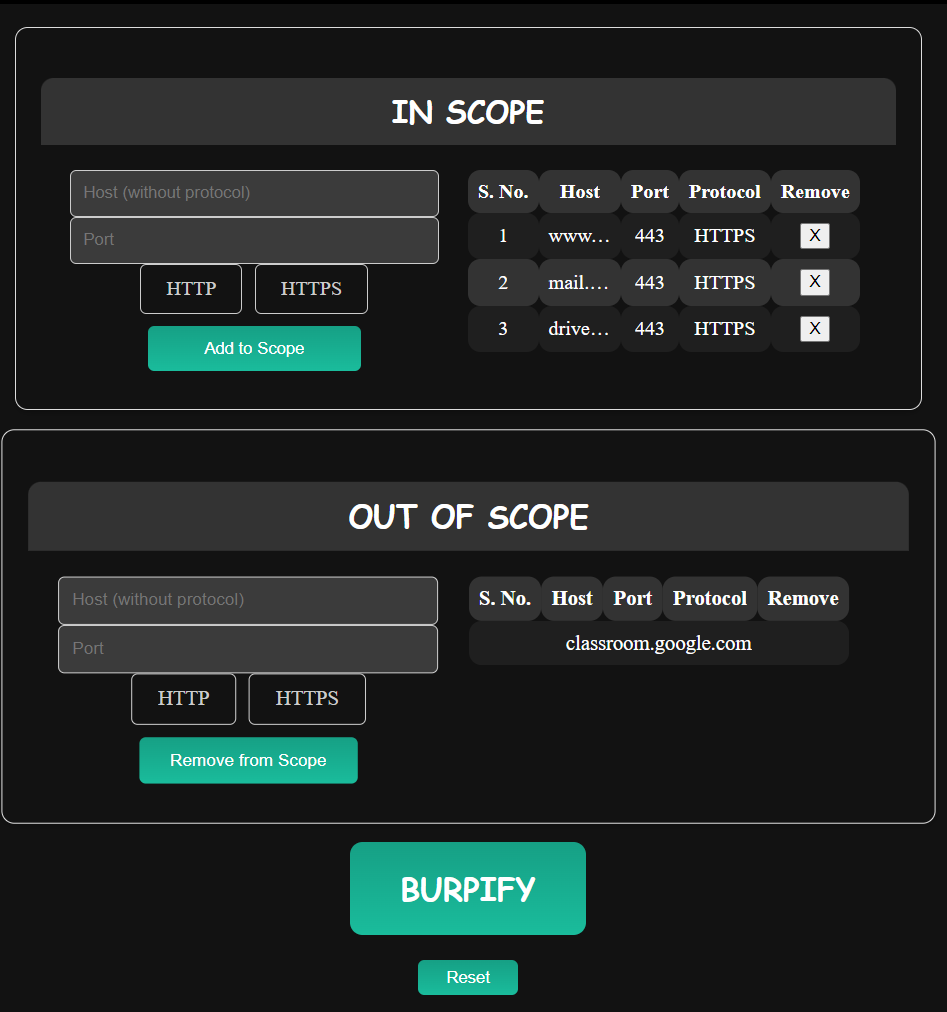 IN SCOPE
Host (without protocol)
Port
HTTP HTTPS
Add to Scope
S. No. Host Port Protocol Remove
1 www... 443 HTTPS X
2 mail.... 443 HTTPS X
3 drive... 443 HTTPS X
OUT OF SCOPE
Host (without protocol)
Port
HTTP HTTPS
Remove from Scope
S. No. Host Port Protocol Remove
classroom.google.com
BURPIFY
Reset